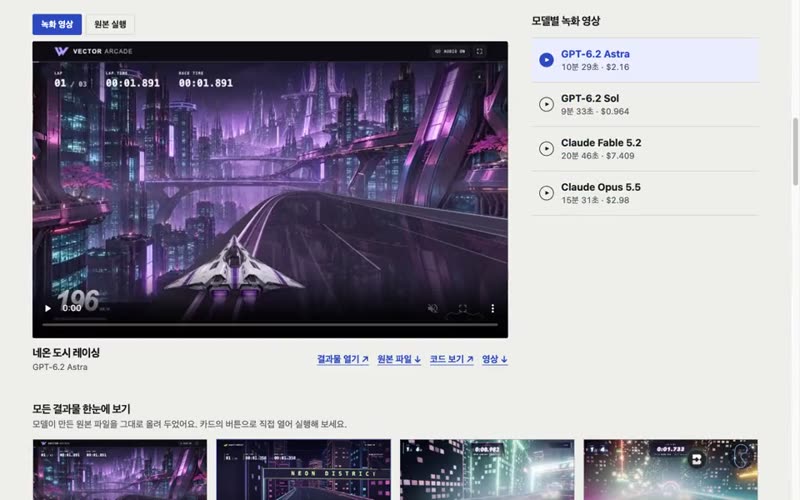 녹화 영상
원본 실행
VECTOR ARCADE
AUDIO ON
LAP
01 / 03
LAP TIME
00:01.891
RACE TIME
00:01.891
196
0:00
네온 도시 레이싱
GPT-6.2 Astra
결과물 열기 ↗
원본 파일 ↓
코드 보기 ↗
영상 ↓
모델별 녹화 영상
GPT-6.2 Astra
10분 29초 · $2.16
GPT-6.2 Sol
9분 33초 · $0.964
Claude Fable 5.2
20분 46초 · $7.409
Claude Opus 5.5
15분 31초 · $2.98
모든 결과물 한눈에 보기
모델이 만든 원본 파일을 그대로 올려 두었어요. 카드의 버튼으로 직접 열어 실행해 보세요.
NEON DISTRICT
0:01.733